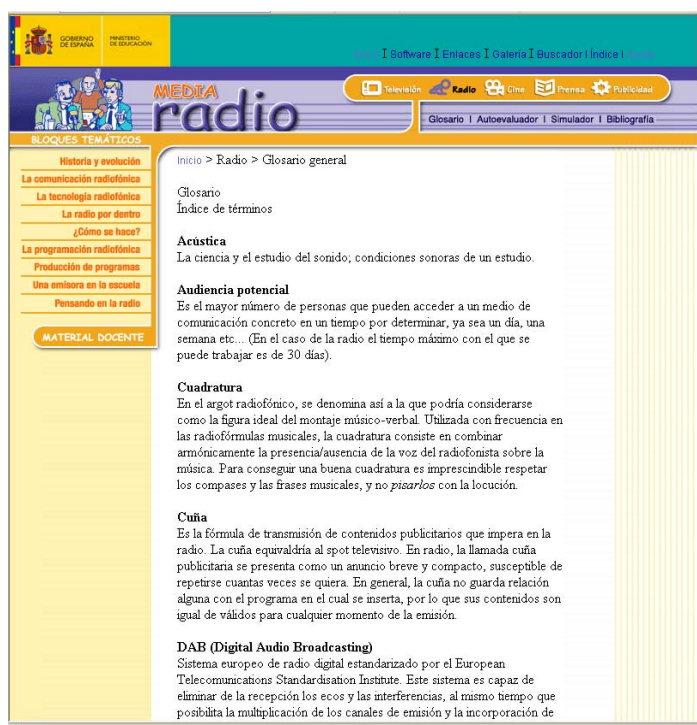 GOBIERNO
DE ESPAÑA
MINISTERIO
DE EDUCACIÓN
I Software I Enlaces I Galería I Buscador I Índice I
MEDIA
radio
Televisión Radio Cine Prensa Publicidad
Glosario I Autoevaluador I Simulador I Bibliografía
BLOQUES TEMÁTICOS
Historia y evolución
La comunicación radiofónica
La tecnología radiofónica
La radio por dentro
¿Cómo se hace?
La programación radiofónica
Producción de programas
Una emisora en la escuela
Pensando en la radio
MATERIAL DOCENTE
Inicio > Radio > Glosario general
Glosario
Índice de términos
Acústica
La ciencia y el estudio del sonido; condiciones sonoras de un estudio.
Audiencia potencial
Es el mayor número de personas que pueden acceder a un medio de
comunicación concreto en un tiempo por determinar, ya sea un día, una
semana etc... (En el caso de la radio el tiempo máximo con el que se
puede trabajar es de 30 días).
Cuadratura
En el argot radiofónico, se denomina así a la que podría considerarse
como la figura ideal del montaje músico-verbal. Utilizada con frecuencia en
las radiofórmulas musicales, la cuadratura consiste en combinar
armónicamente la presencia/ausencia de la voz del radiofonista sobre la
música. Para conseguir una buena cuadratura es imprescindible respetar
los compases y las frases musicales, y no pisarlos con la locución.
Cuña
Es la fórmula de transmisión de contenidos publicitarios que impera en la
radio. La cuña equivaldría al spot televisivo. En radio, la llamada cuña
publicitaria se presenta como un anuncio breve y compacto, susceptible de
repetirse cuantas veces se quiera. En general, la cuña no guarda relación
alguna con el programa en el cual se inserta, por lo que sus contenidos son
igual de válidos para cualquier momento de la emisión.
DAB (Digital Audio Broadcasting)
Sistema europeo de radio digital estandarizado por el European
Telecomunications Standardisation Institute. Este sistema es capaz de
eliminar de la recepción los ecos y las interferencias, al mismo tiempo que
posibilita la multiplicación de los canales de emisión y la incorporación de